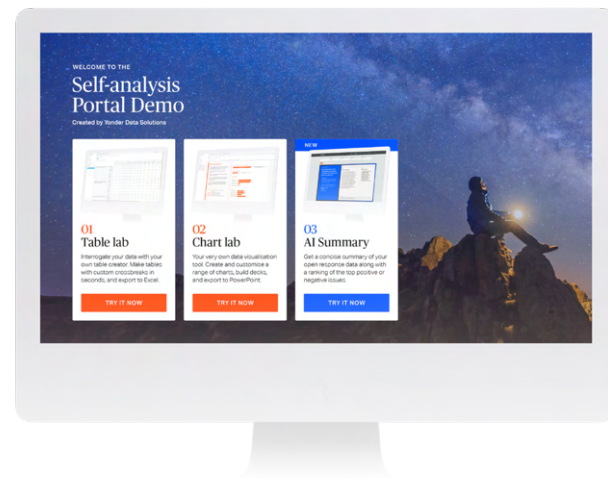 WELCOME TO THE
Self-analysis
Portal Demo
Created by Yonder Data Solutions
01
Table lab
Interrogate your data with your
own table creator. Make tables
with custom crossbreaks in
seconds, and export to Excel.
TRY IT NOW
02
Chart lab
Your very own data visualisation
tool. Create and customise a
range of charts, build decks,
and export to PowerPoint.
TRY IT NOW
NEW
03
AI Summary
Get a concise summary of your
open response data along with
a ranking of the top positive or
negative issues.
TRY IT NOW